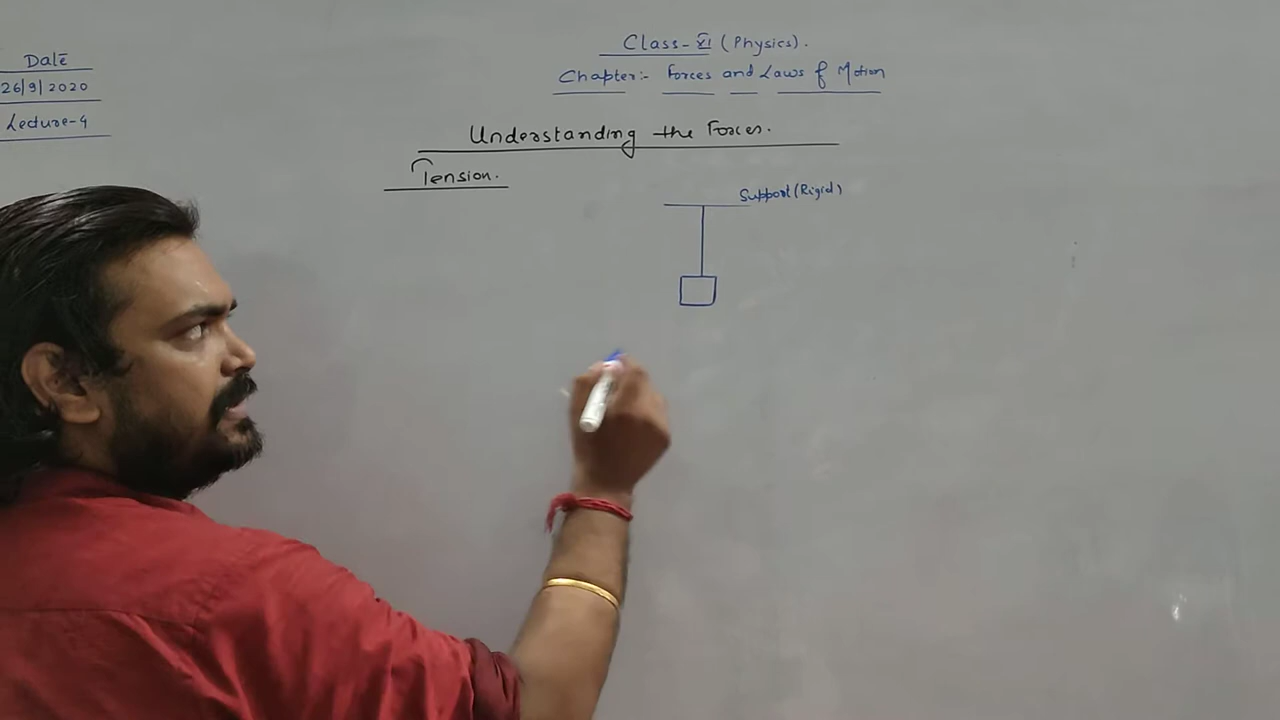 Date
26/9/2020
Lecture-4
Class-XI (Physics).
Chapter:- Forces and Laws of Motion
Understanding the Forces.
Tension.
Support (Rigid)